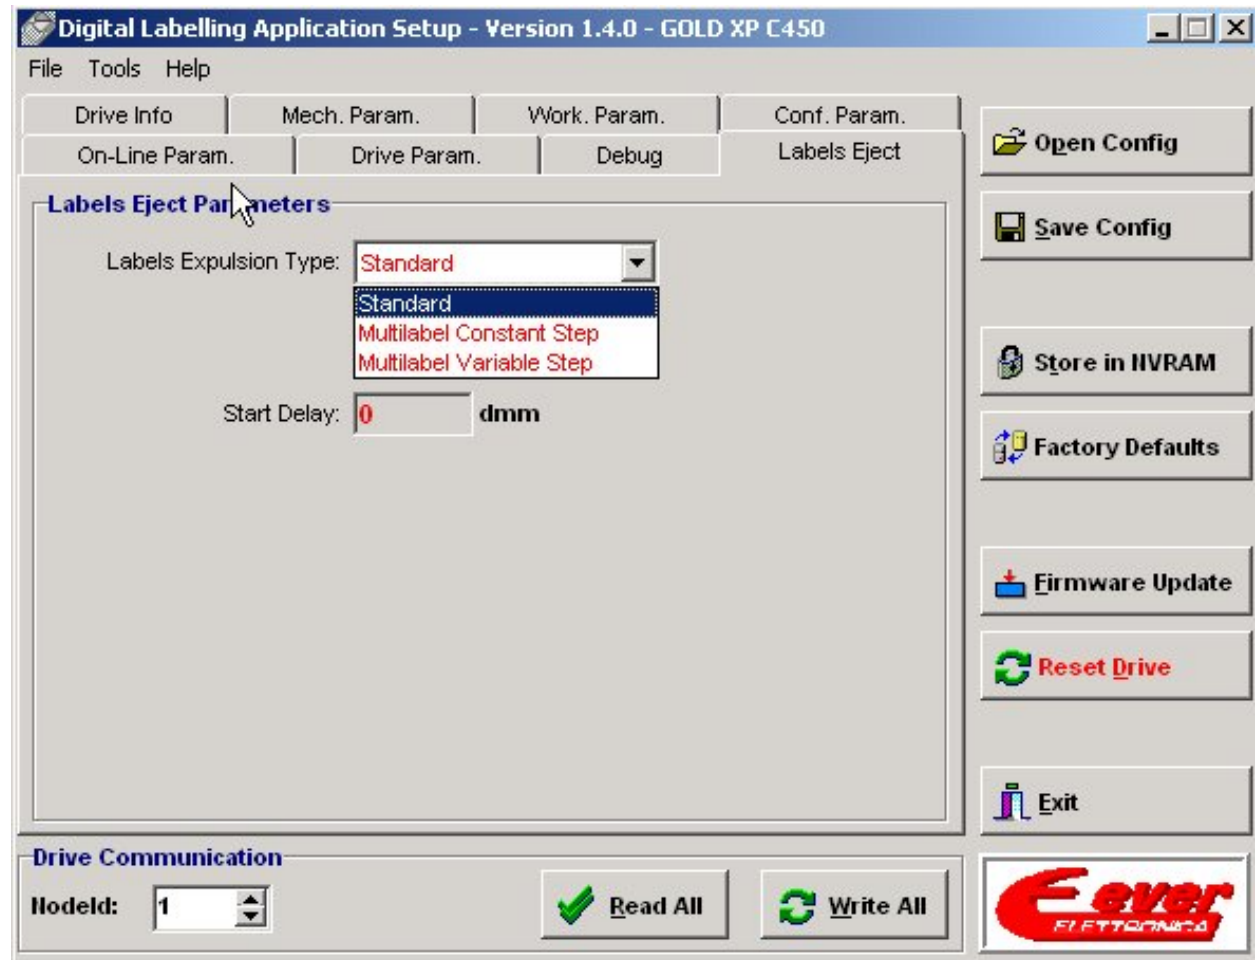 Digital Labelling Application Setup - Version 1.4.0 - GOLD XP C450
File Tools Help
Drive Info Mech. Param. Work. Param. Conf. Param.
On-Line Param. Drive Param. Debug Labels Eject
Labels Eject Parameters
Labels Expulsion Type: Standard
Standard
Multilabel Constant Step
Multilabel Variable Step
Start Delay: 0 dmm
Open Config
Save Config
Store in NVRAM
Factory Defaults
Firmware Update
Reset Drive
Exit
Drive Communication
NodeId: 1 Read All Write All
ever
ELETTRONICA